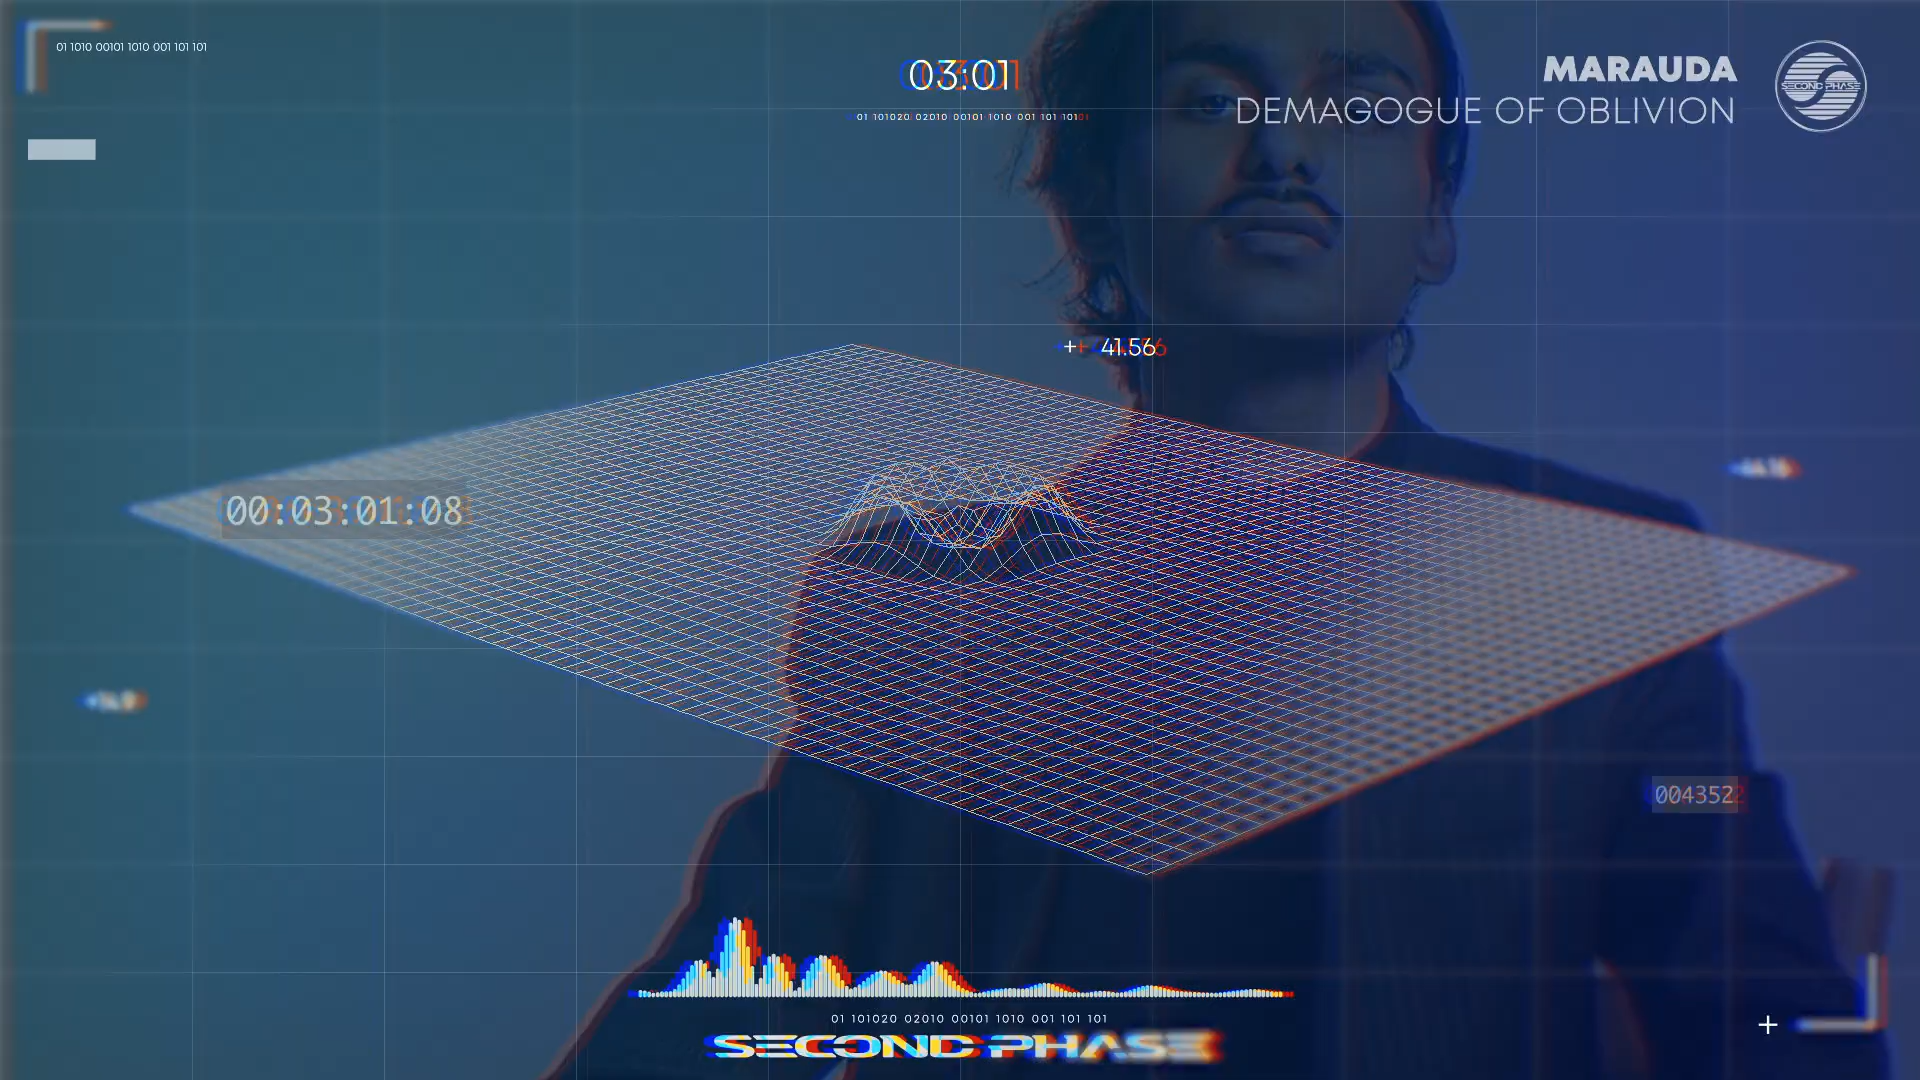 01 1010 00101 1010 001 101 101
03:01
01 101020 02010 00101 1010 001 101 101
MARAUDA
DEMAGOGUE OF OBLIVION
SECOND PHASE
+ 41.56
00:03:01:08
004352
01 101020 02010 00101 1010 001 101 101
SECOND PHASE